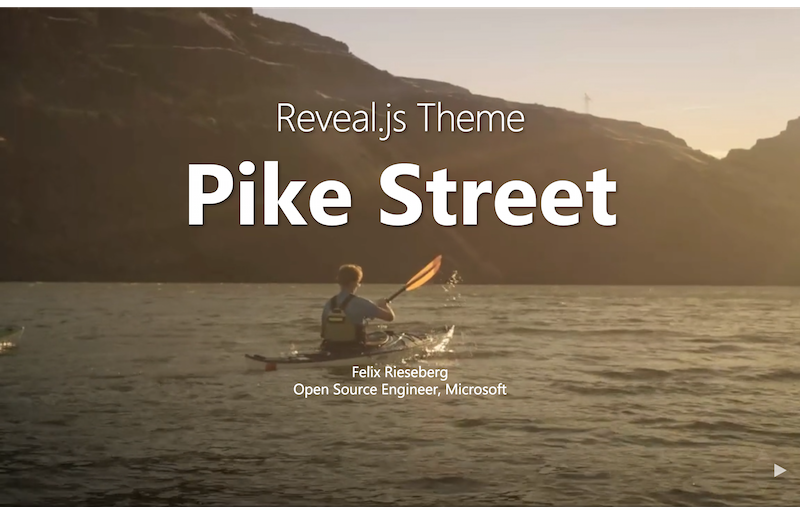 Reveal.js Theme
Pike Street
Felix Rieseberg
Open Source Engineer, Microsoft